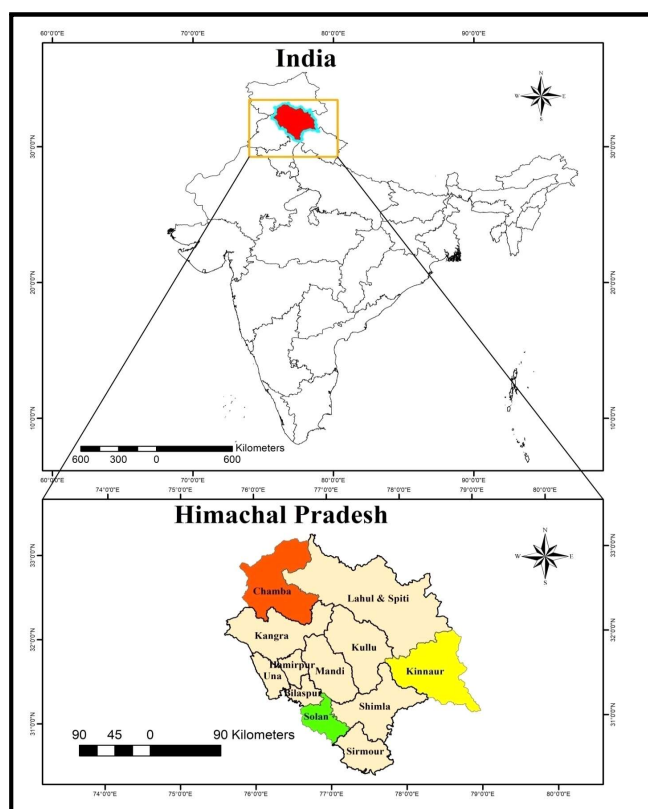 60°0'0"E 70°0'0"E 80°0'0"E 90°0'0"E
India
N
W E
S
30°0'0"N 30°0'0"N
20°0'0"N 20°0'0"N
10°0'0"N 10°0'0"N
Kilometers
600 300 0 600
60°0'0"E 70°0'0"E 80°0'0"E 90°0'0"E
74°0'0"E 75°0'0"E 76°0'0"E 77°0'0"E 78°0'0"E 79°0'0"E 80°0'0"E
Himachal Pradesh
N
W E
S
33°0'0"N 33°0'0"N
Chamba
Lahul & Spiti
32°0'0"N 32°0'0"N
Kangra
Kullu
Hamirpur
Mandi
Kinnaur
Una
Bilaspur
Shimla
31°0'0"N 31°0'0"N
Solan
90 45 0 90 Kilometers
Sirmour
73°0'0"E 74°0'0"E 75°0'0"E 76°0'0"E 77°0'0"E 78°0'0"E 79°0'0"E 80°0'0"E